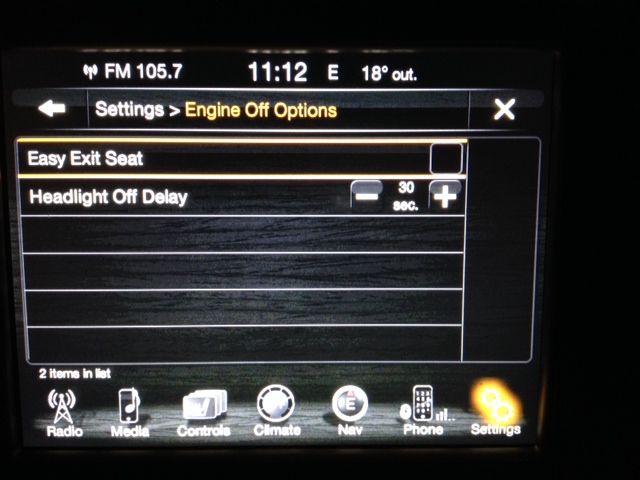 FM 105.7 11:12 E 18° out.
Settings > Engine Off Options
Easy Exit Seat
Headlight Off Delay 30 sec.
2 items in list
Radio Media Controls Climate Nav Phone Settings